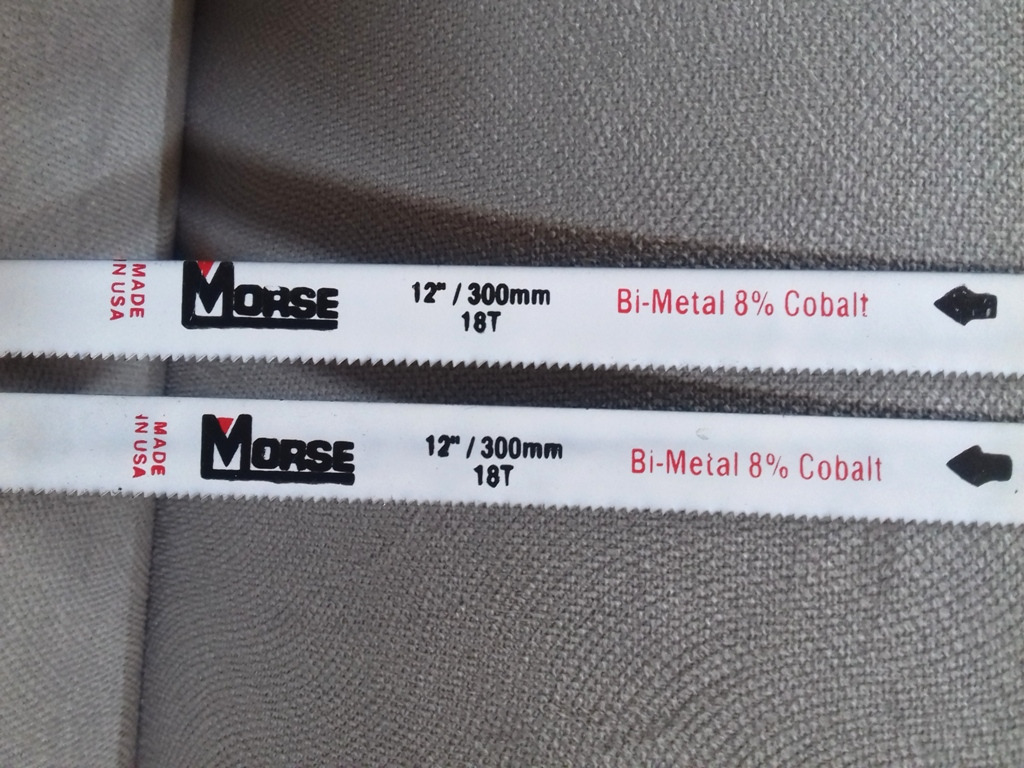 MADE
IN USA
MORSE
12" / 300mm
18T
Bi-Metal 8% Cobalt
MADE
IN USA
MORSE
12" / 300mm
18T
Bi-Metal 8% Cobalt